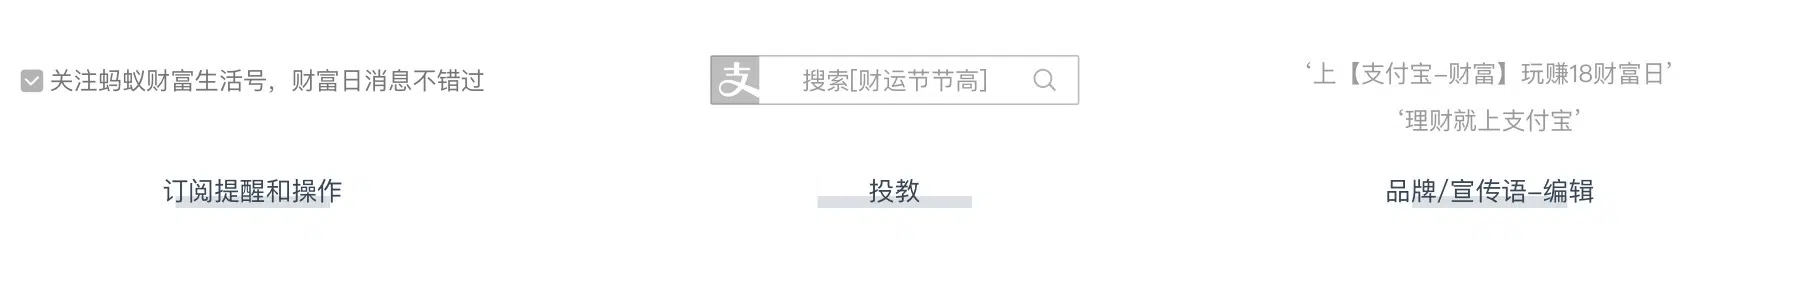 关注蚂蚁财富生活号，财富日消息不错过
支 搜索[财运节节高]
‘上【支付宝–财富】玩赚18财富日’
‘理财就上支付宝’
订阅提醒和操作
投教
品牌/宣传语–编辑